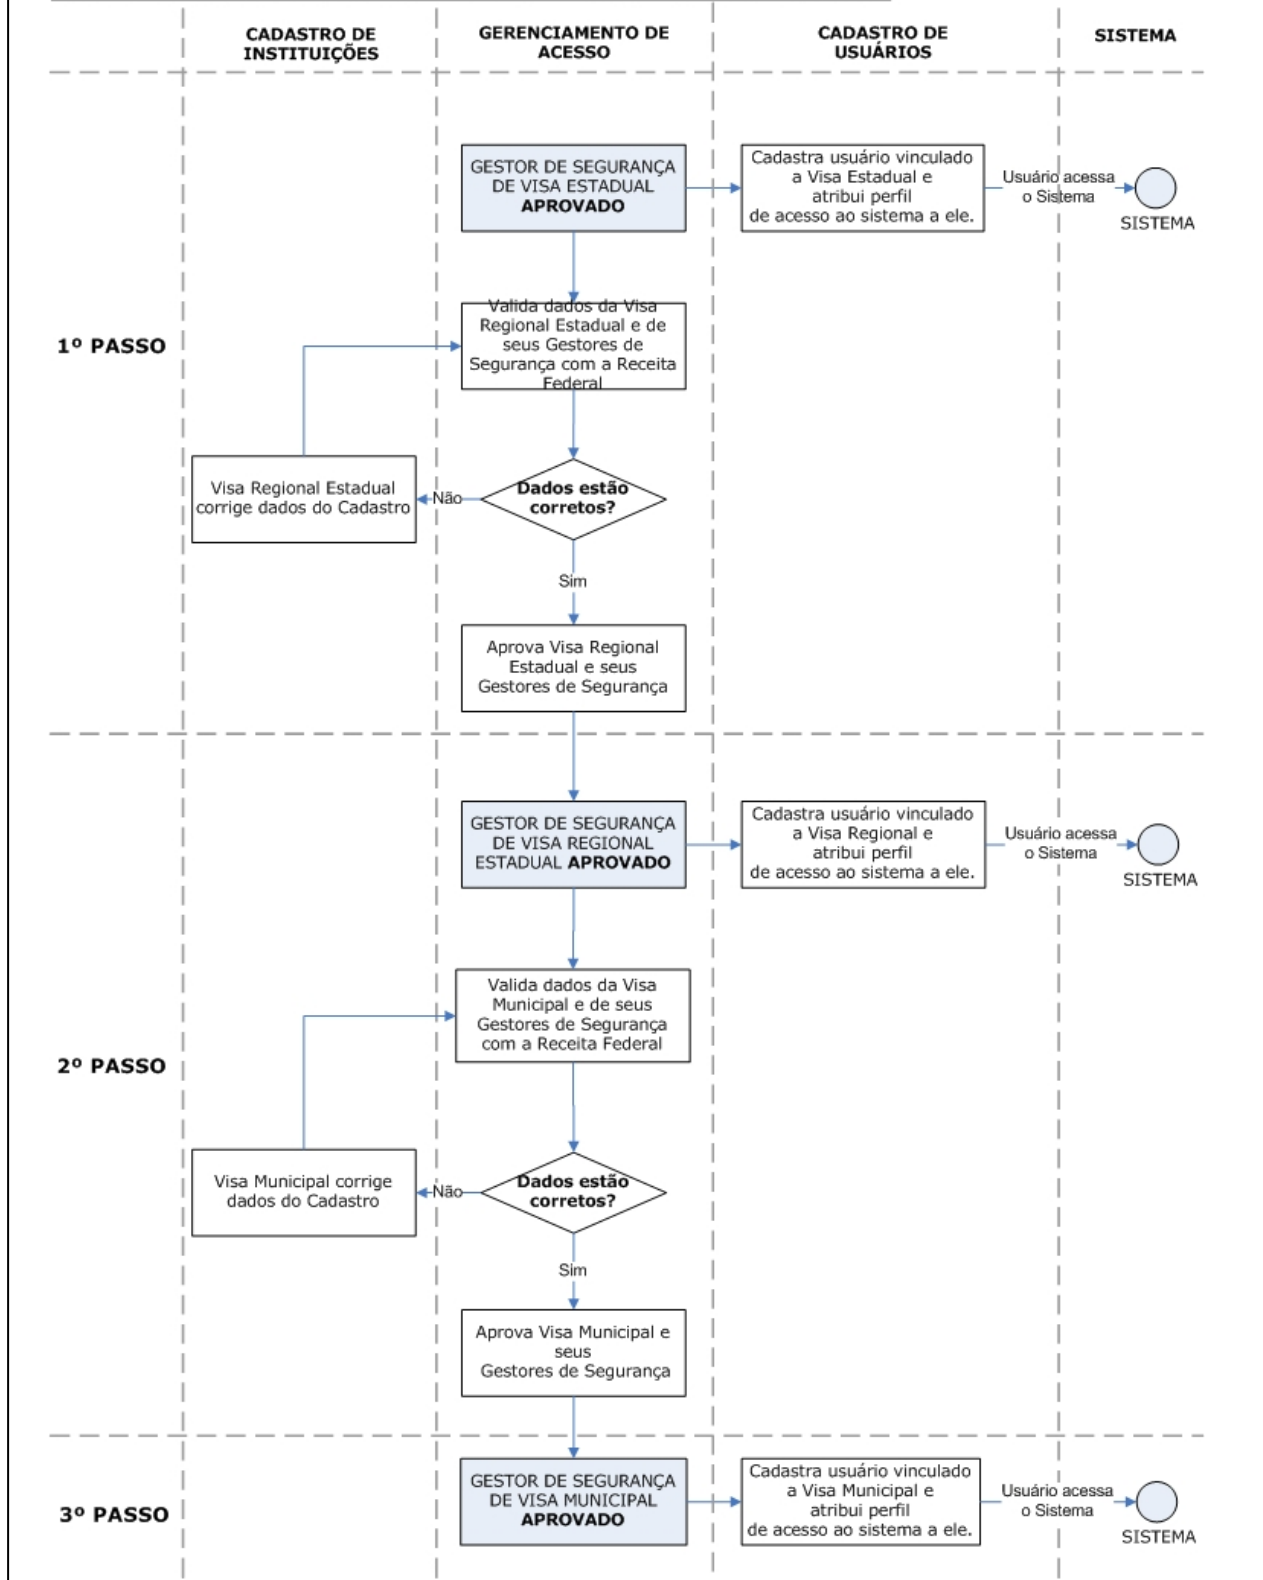 CADASTRO DE
INSTITUIÇÕES
GERENCIAMENTO DE
ACESSO
CADASTRO DE
USUÁRIOS
SISTEMA
1º PASSO
GESTOR DE SEGURANÇA
DE VISA ESTADUAL
APROVADO
Cadastra usuário vinculado
a Visa Estadual e
atribui perfil
de acesso ao sistema a ele.
Usuário acessa
o Sistema
SISTEMA
Valida dados da Visa
Regional Estadual e de
seus Gestores de
Segurança com a Receita
Federal
Visa Regional Estadual
corrige dados do Cadastro
Não
Dados estão
corretos?
Sim
Aprova Visa Regional
Estadual e seus
Gestores de Segurança
2º PASSO
GESTOR DE SEGURANÇA
DE VISA REGIONAL
ESTADUAL APROVADO
Cadastra usuário vinculado
a Visa Regional e
atribui perfil
de acesso ao sistema a ele.
Usuário acessa
o Sistema
SISTEMA
Valida dados da Visa
Municipal e de seus
Gestores de Segurança
com a Receita Federal
Visa Municipal corrige
dados do Cadastro
Não
Dados estão
corretos?
Sim
Aprova Visa Municipal e
seus
Gestores de Segurança
3º PASSO
GESTOR DE SEGURANÇA
DE VISA MUNICIPAL
APROVADO
Cadastra usuário vinculado
a Visa Municipal e
atribui perfil
de acesso ao sistema a ele.
Usuário acessa
o Sistema
SISTEMA